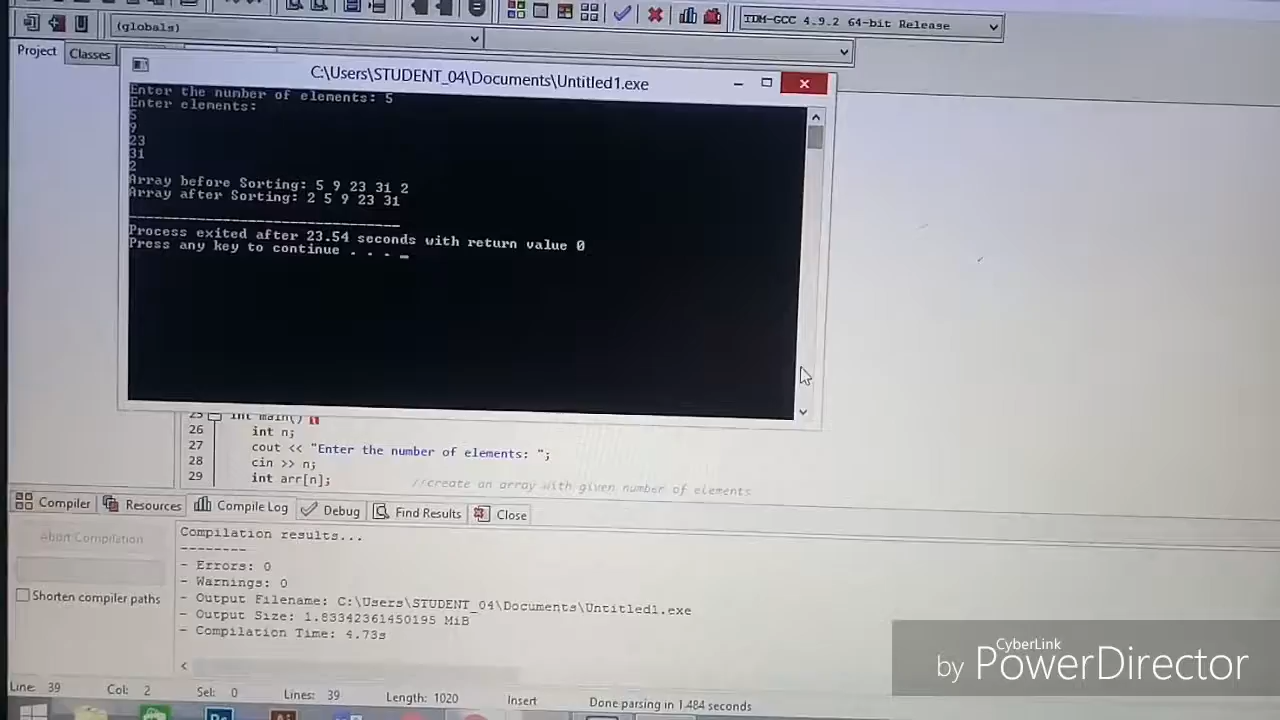 (globals)
TDM-GCC 4.9.2 64-bit Release
Project Classes
C:\Users\STUDENT_04\Documents\Untitled1.exe
Enter the number of elements: 5
Enter elements:
5
9
23
31
2
Array before Sorting: 5 9 23 31 2
Array after Sorting: 2 5 9 23 31
--------------------------------
Process exited after 23.54 seconds with return value 0
Press any key to continue . . . _
25 int main() {
26 int n;
27 cout << "Enter the number of elements: ";
28 cin >> n;
29 int arr[n]; //create an array with given number of elements
Compiler Resources Compile Log Debug Find Results Close
Abort Compilation
Shorten compiler paths
Compilation results...
--------
- Errors: 0
- Warnings: 0
- Output Filename: C:\Users\STUDENT_04\Documents\Untitled1.exe
- Output Size: 1.83342361450195 MiB
- Compilation Time: 4.73s
Line: 39 Col: 2 Sel: 0 Lines: 39 Length: 1020 Insert Done parsing in 1.484 seconds
CyberLink
by PowerDirector